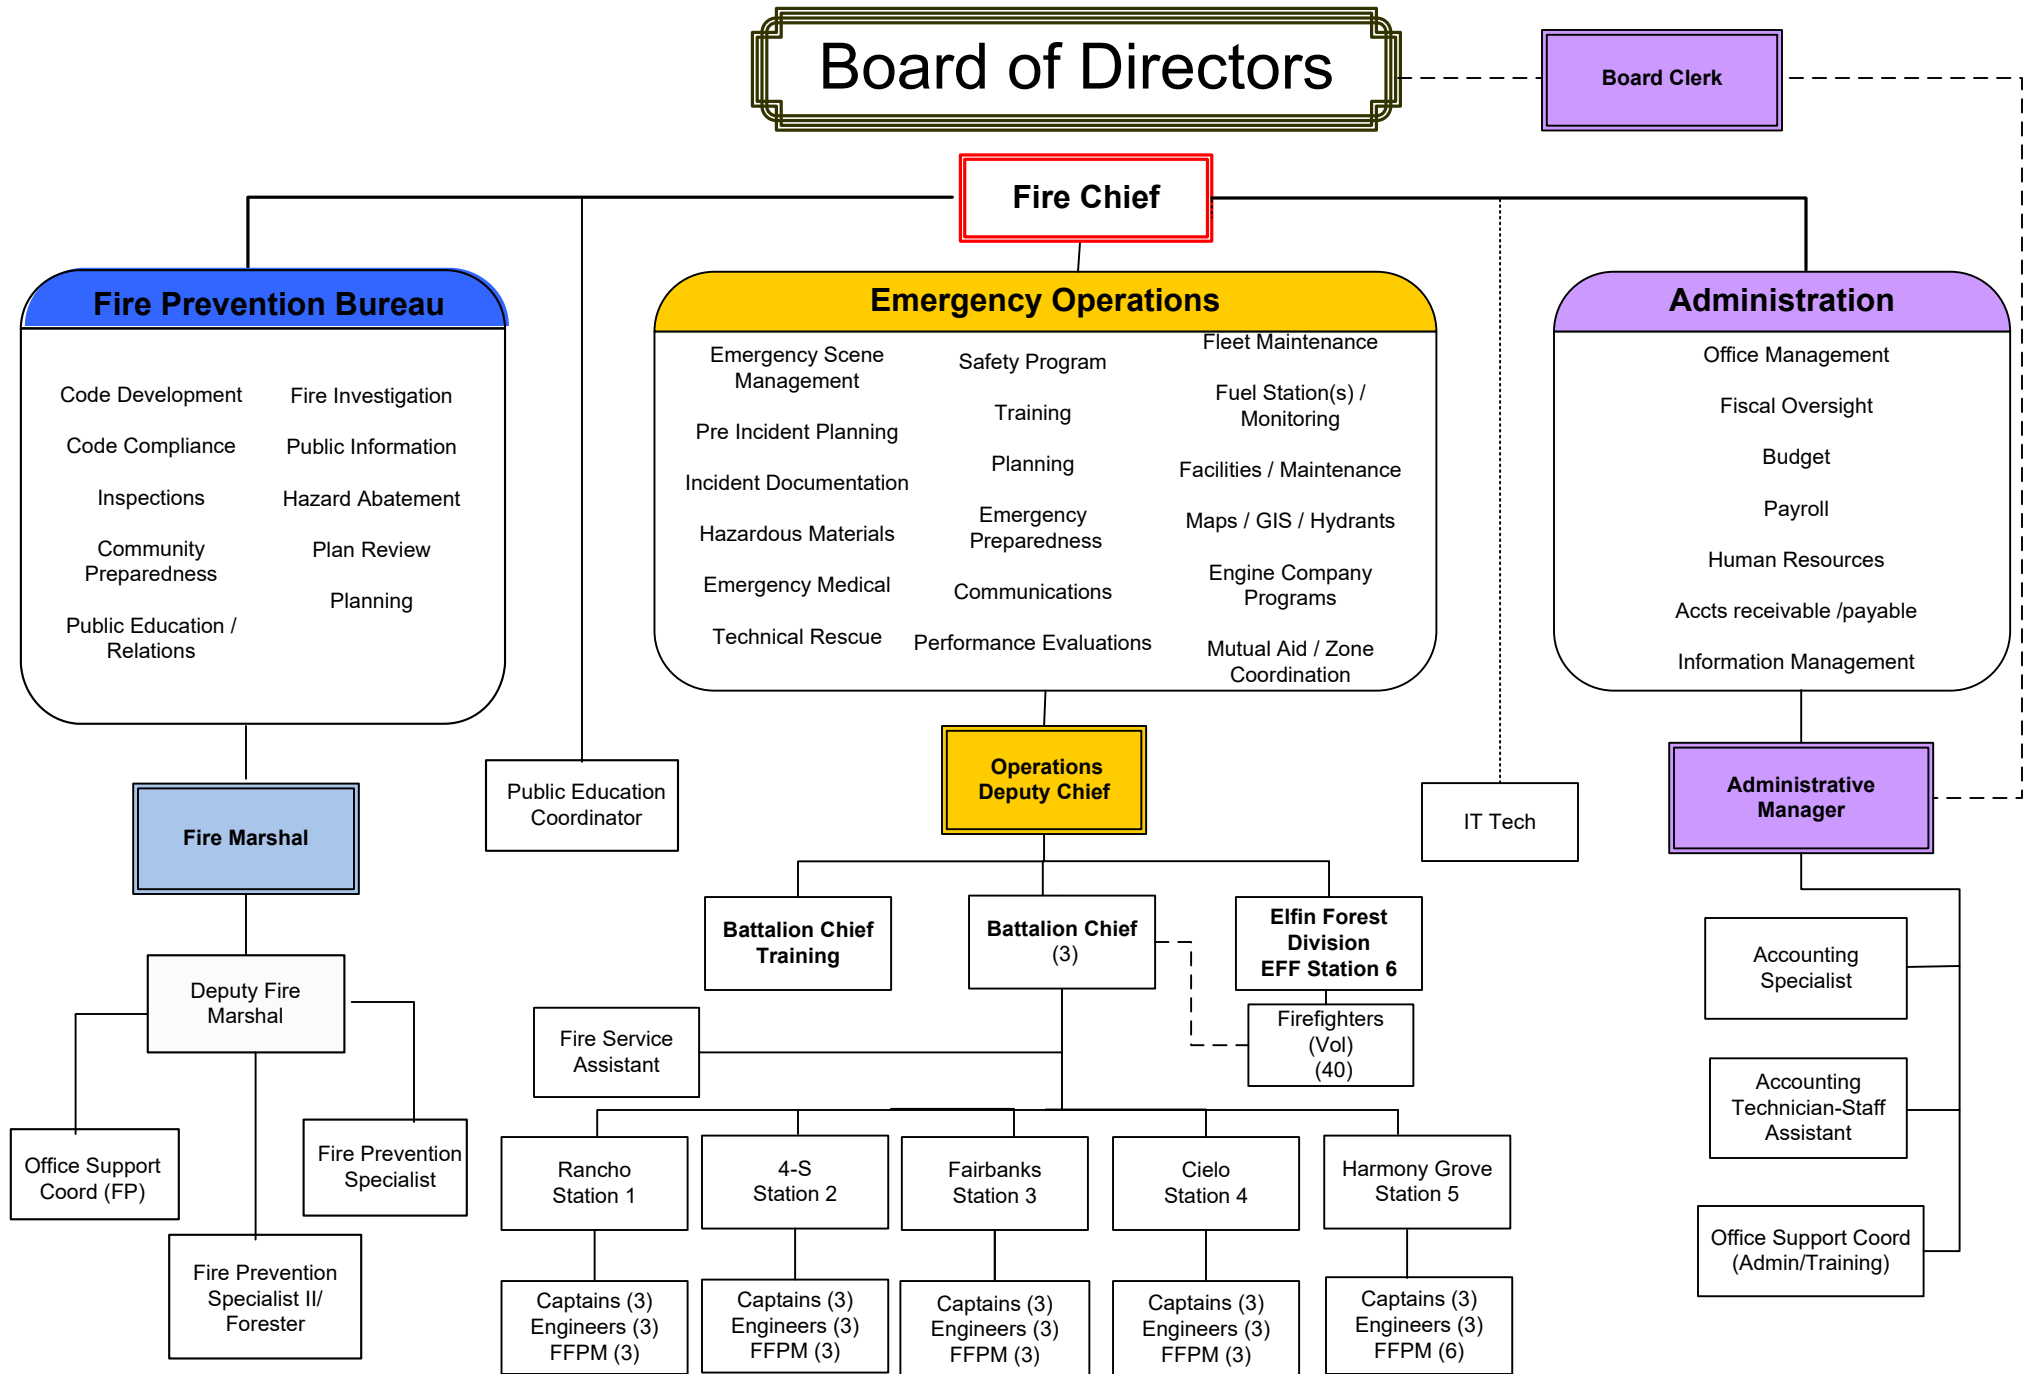 Board of Directors
Board Clerk
Fire Chief
Fire Prevention Bureau
Code Development
Code Compliance
Inspections
Community
Preparedness
Public Education /
Relations
Fire Investigation
Public Information
Hazard Abatement
Plan Review
Planning
Emergency Operations
Emergency Scene
Management
Pre Incident Planning
Incident Documentation
Hazardous Materials
Emergency Medical
Technical Rescue
Safety Program
Training
Planning
Emergency
Preparedness
Communications
Performance Evaluations
Fleet Maintenance
Fuel Station(s) /
Monitoring
Facilities / Maintenance
Maps / GIS / Hydrants
Engine Company
Programs
Mutual Aid / Zone
Coordination
Administration
Office Management
Fiscal Oversight
Budget
Payroll
Human Resources
Accts receivable /payable
Information Management
Fire Marshal
Public Education
Coordinator
Operations
Deputy Chief
IT Tech
Administrative
Manager
Deputy Fire
Marshal
Office Support
Coord (FP)
Fire Prevention
Specialist II/
Forester
Fire Prevention
Specialist
Battalion Chief
Training
Battalion Chief
(3)
Elfin Forest
Division
EFF Station 6
Firefighters
(Vol)
(40)
Fire Service
Assistant
Rancho
Station 1
4-S
Station 2
Fairbanks
Station 3
Cielo
Station 4
Harmony Grove
Station 5
Captains (3)
Engineers (3)
FFPM (3)
Captains (3)
Engineers (3)
FFPM (3)
Captains (3)
Engineers (3)
FFPM (3)
Captains (3)
Engineers (3)
FFPM (3)
Captains (3)
Engineers (3)
FFPM (6)
Accounting
Specialist
Accounting
Technician-Staff
Assistant
Office Support Coord
(Admin/Training)